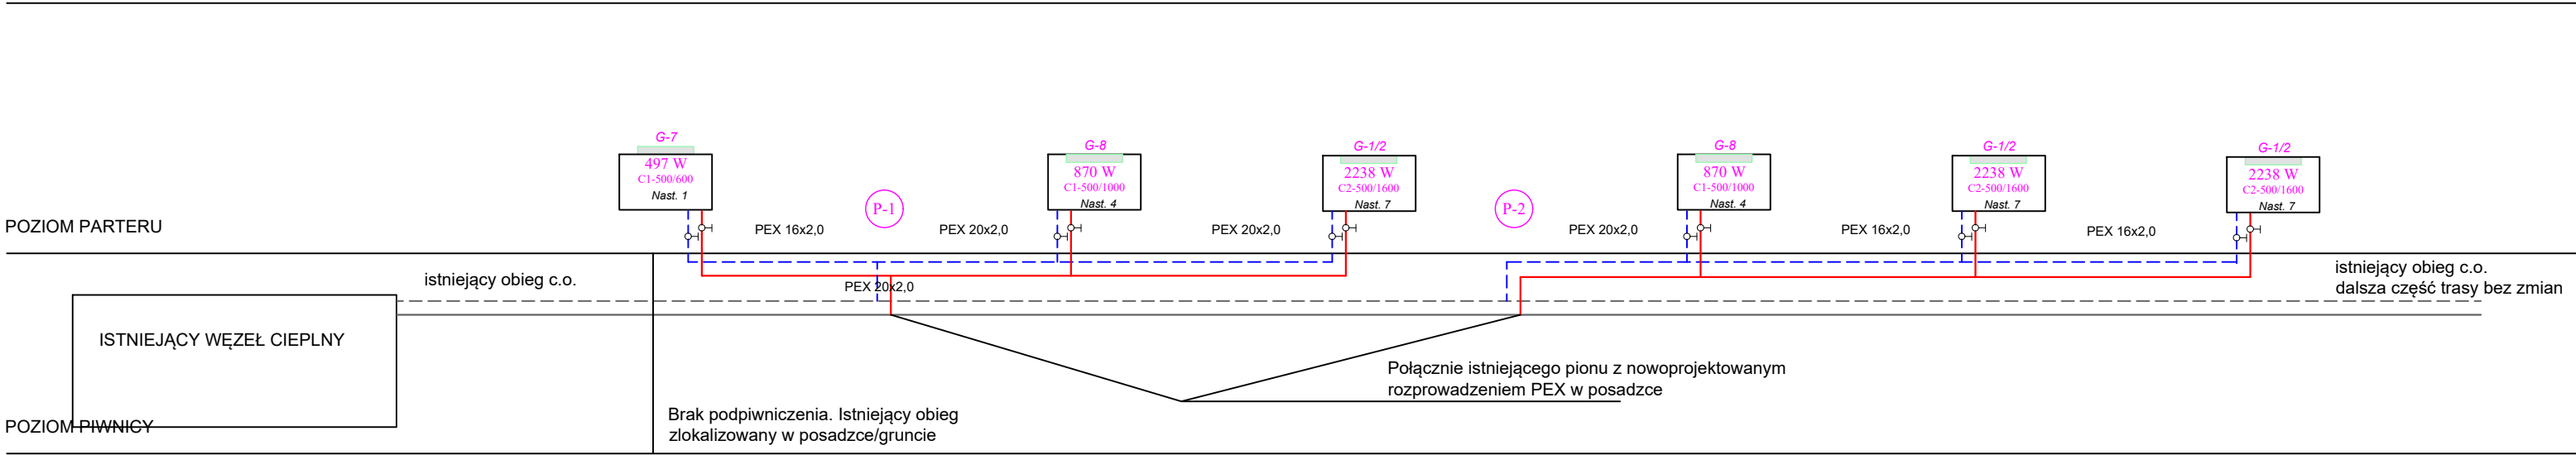 G-7
497 W
C1-500/600
Nast. 1
G-8
870 W
C1-500/1000
Nast. 4
G-1/2
2238 W
C2-500/1600
Nast. 7
G-8
870 W
C1-500/1000
Nast. 4
G-1/2
2238 W
C2-500/1600
Nast. 7
G-1/2
2238 W
C2-500/1600
Nast. 7
P-1
P-2
POZIOM PARTERU
PEX 16x2,0
PEX 20x2,0
PEX 20x2,0
PEX 20x2,0
PEX 16x2,0
PEX 16x2,0
istniejący obieg c.o.
PEX 20x2,0
istniejący obieg c.o.
dalsza część trasy bez zmian
ISTNIEJĄCY WĘZEŁ CIEPLNY
Połącznie istniejącego pionu z nowoprojektowanym
rozprowadzeniem PEX w posadzce
Brak podpiwniczenia. Istniejący obieg
zlokalizowany w posadzce/gruncie
POZIOM PIWNICY